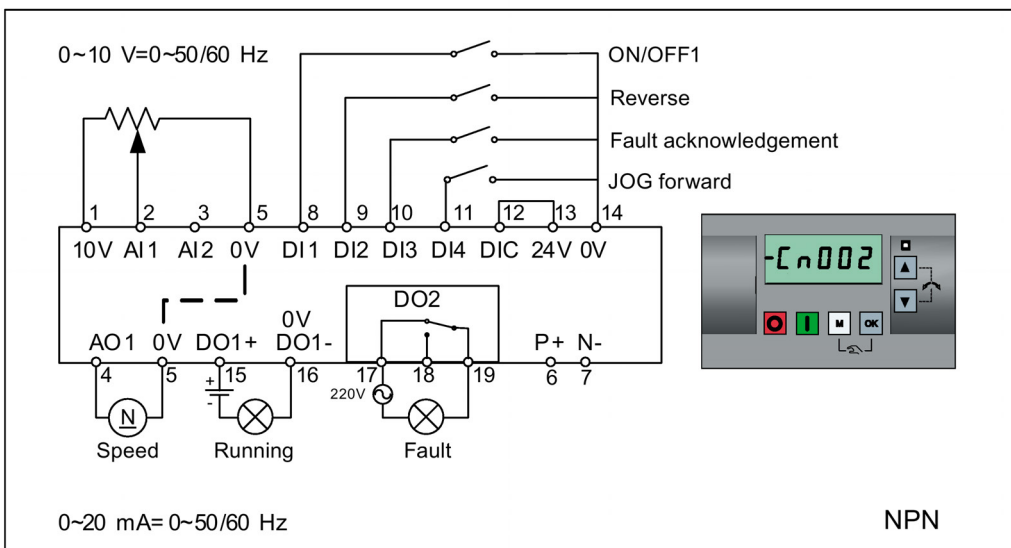 0~10 V=0~50/60 Hz
ON/OFF1
Reverse
Fault acknowledgement
JOG forward
1 2 3 5 8 9 10 11 12 13 14
10V AI1 AI2 0V DI1 DI2 DI3 DI4 DIC 24V 0V
-Cn002
M OK
DO2
0V
AO1 0V DO1+ DO1- P+ N-
4 5 15 16 17 18 19 6 7
+
-
220V
N
Speed Running Fault
0~20 mA= 0~50/60 Hz
NPN